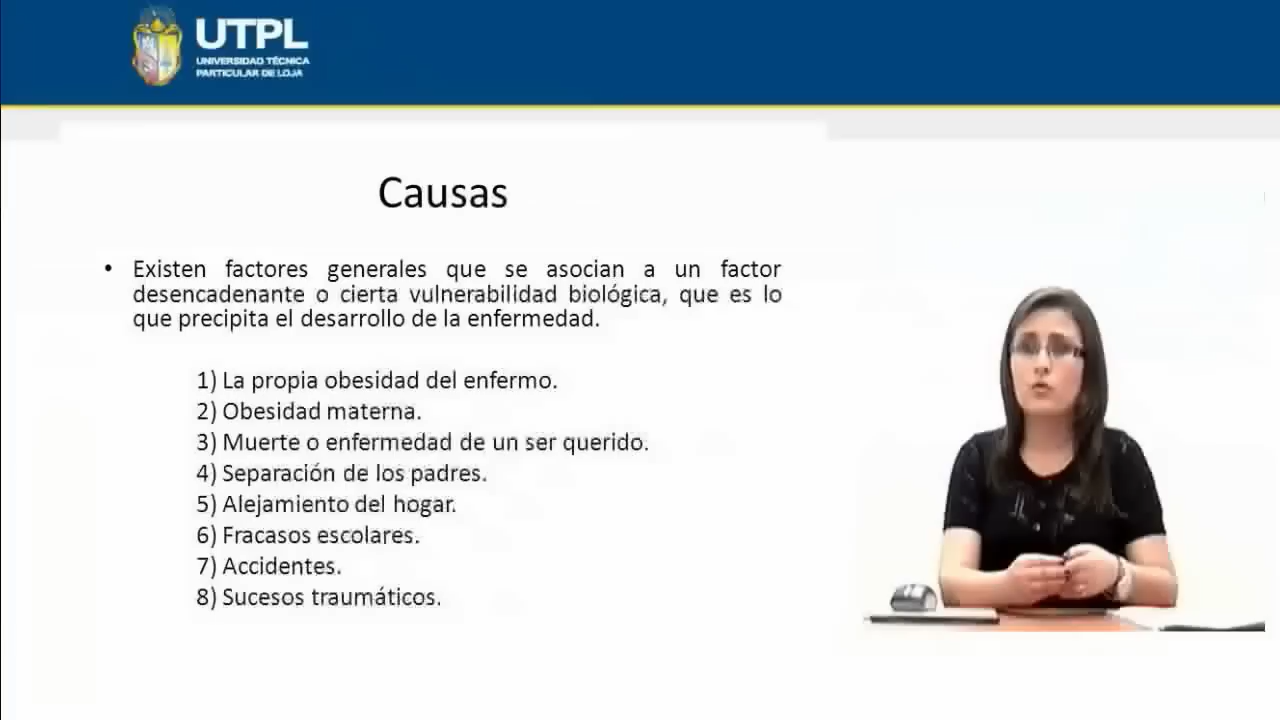 UTPL
UNIVERSIDAD TÉCNICA
PARTICULAR DE LOJA
Causas
• Existen factores generales que se asocian a un factor
desencadenante o cierta vulnerabilidad biológica, que es lo
que precipita el desarrollo de la enfermedad.
1) La propia obesidad del enfermo.
2) Obesidad materna.
3) Muerte o enfermedad de un ser querido.
4) Separación de los padres.
5) Alejamiento del hogar.
6) Fracasos escolares.
7) Accidentes.
8) Sucesos traumáticos.